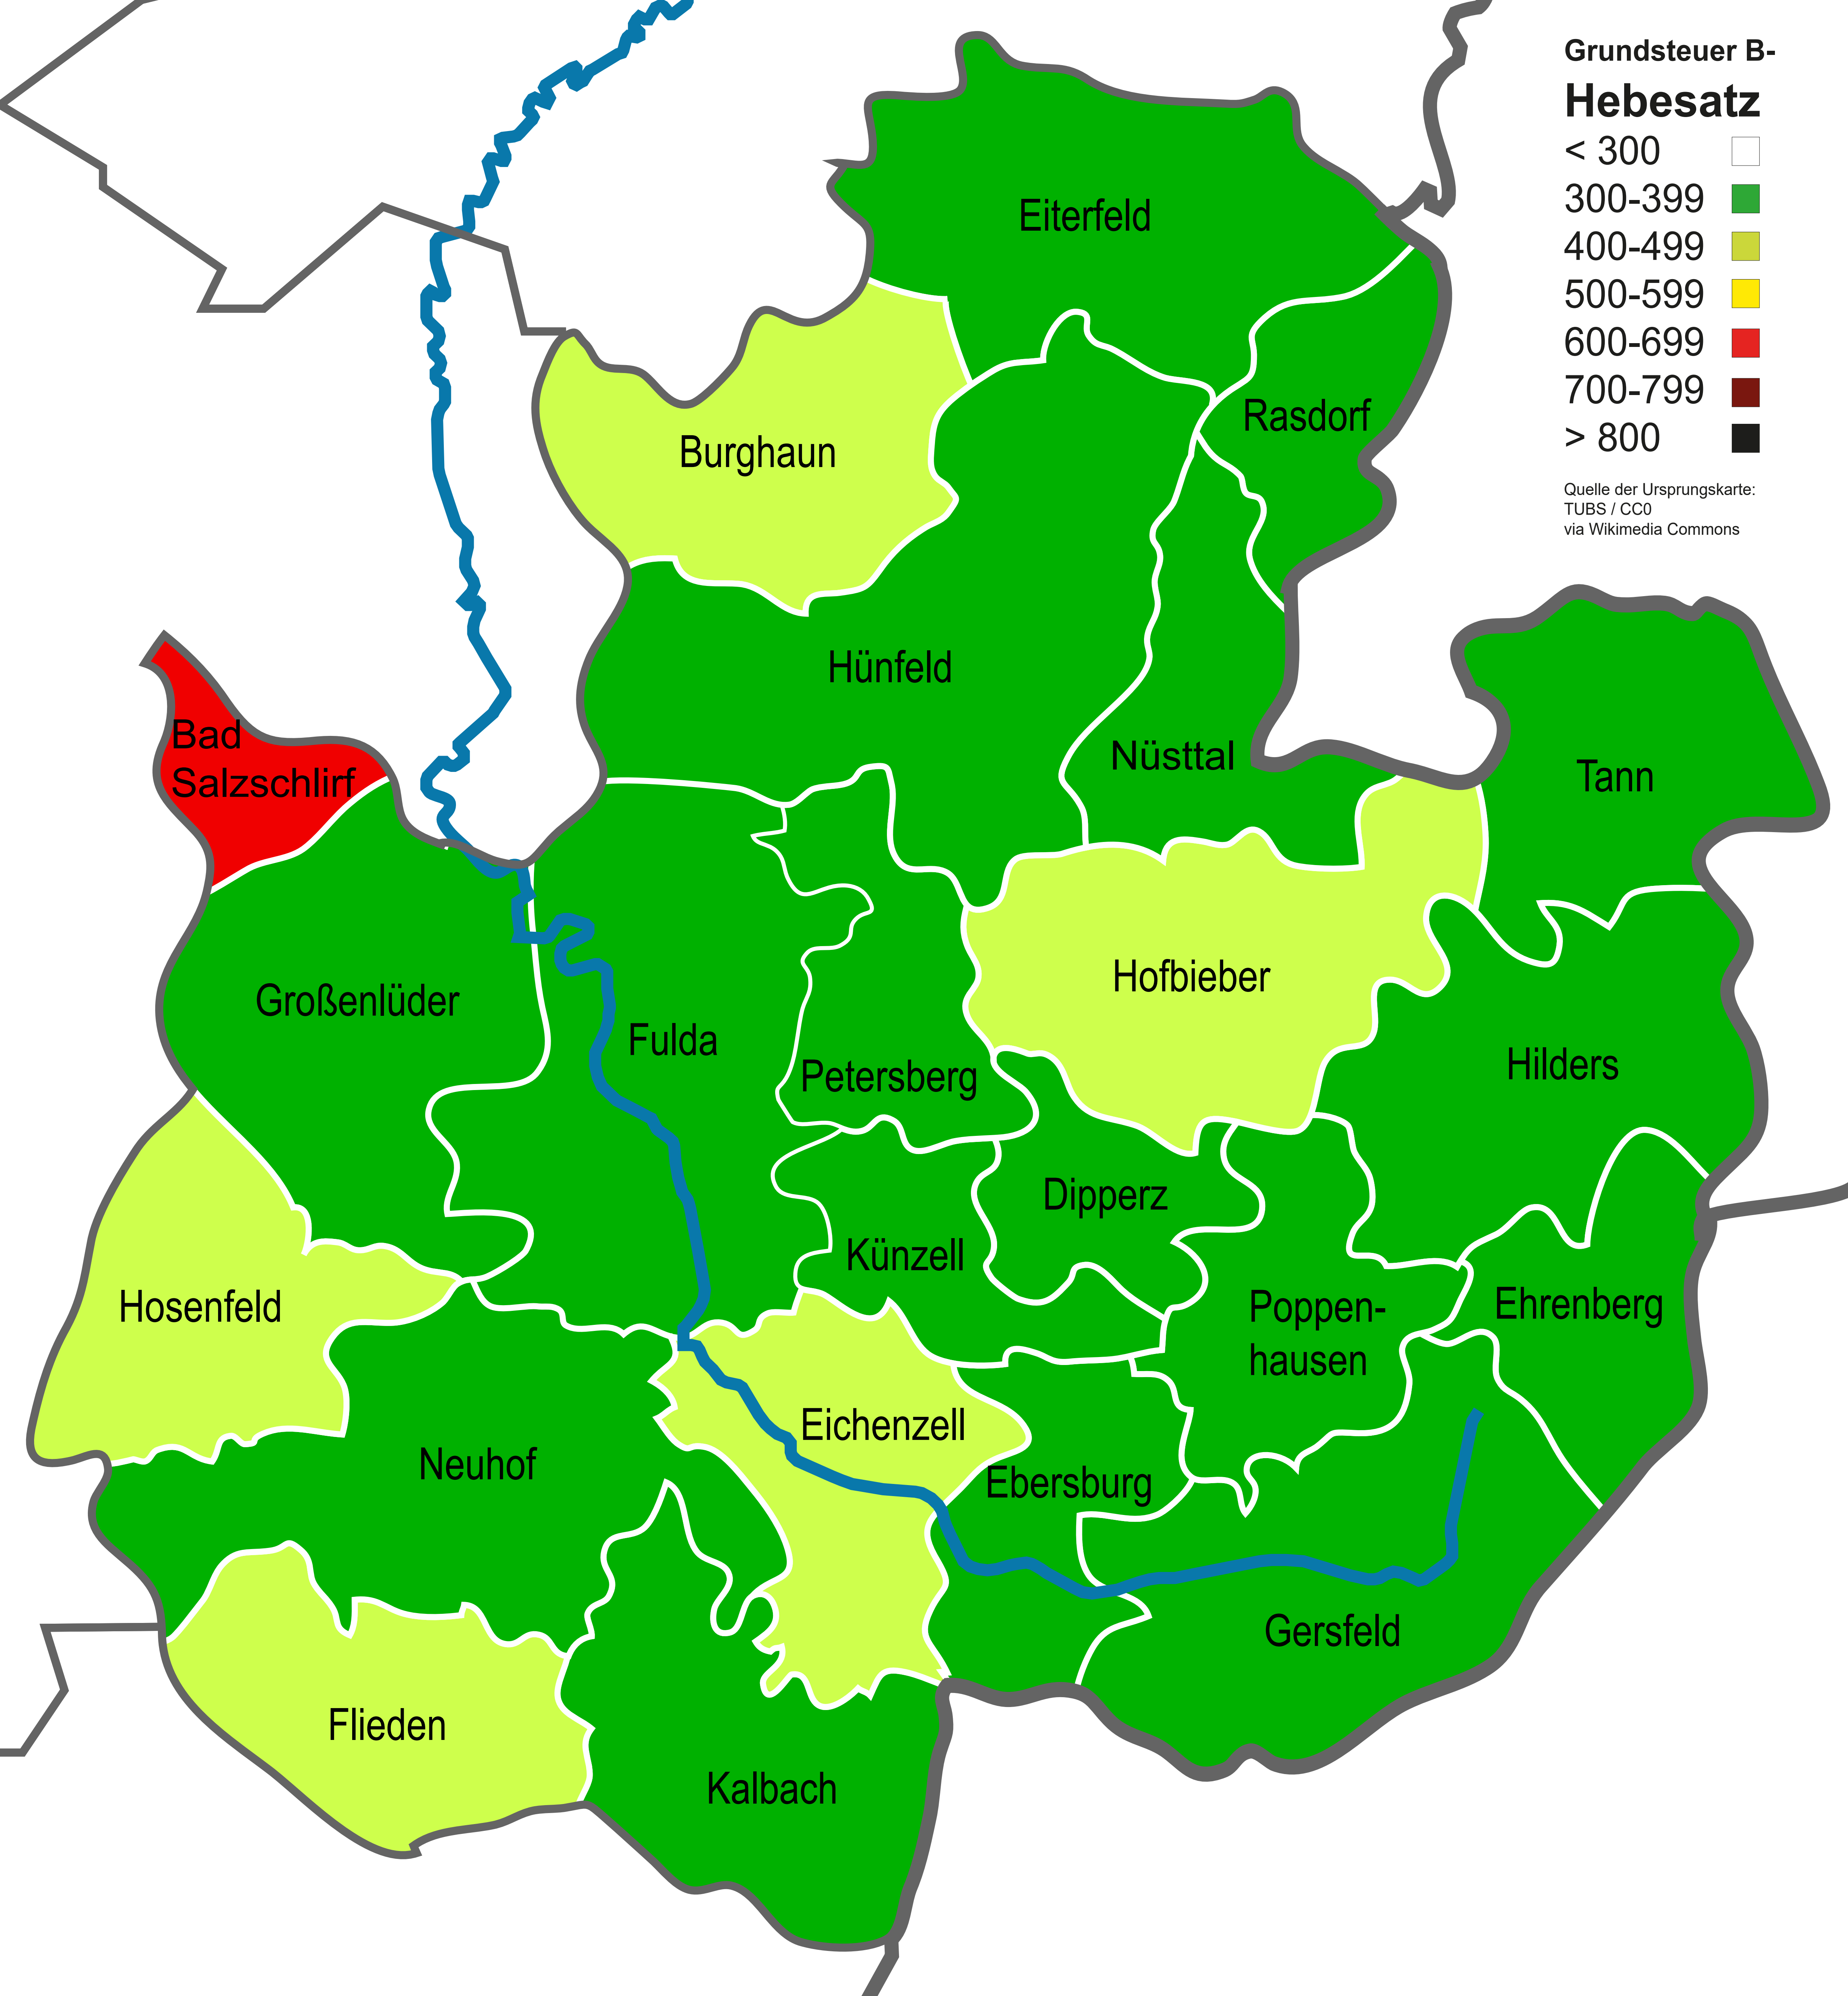 Grundsteuer B-
Hebesatz
< 300
300-399
400-499
500-599
600-699
700-799
> 800
Quelle der Ursprungskarte:
TUBS / CC0
via Wikimedia Commons
Eiterfeld
Rasdorf
Burghaun
Hünfeld
Nüsttal
Tann
Bad
Salzschlirf
Hofbieber
Großenlüder
Fulda
Petersberg
Hilders
Dipperz
Künzell
Hosenfeld
Poppen-
hausen
Ehrenberg
Eichenzell
Neuhof
Ebersburg
Gersfeld
Flieden
Kalbach